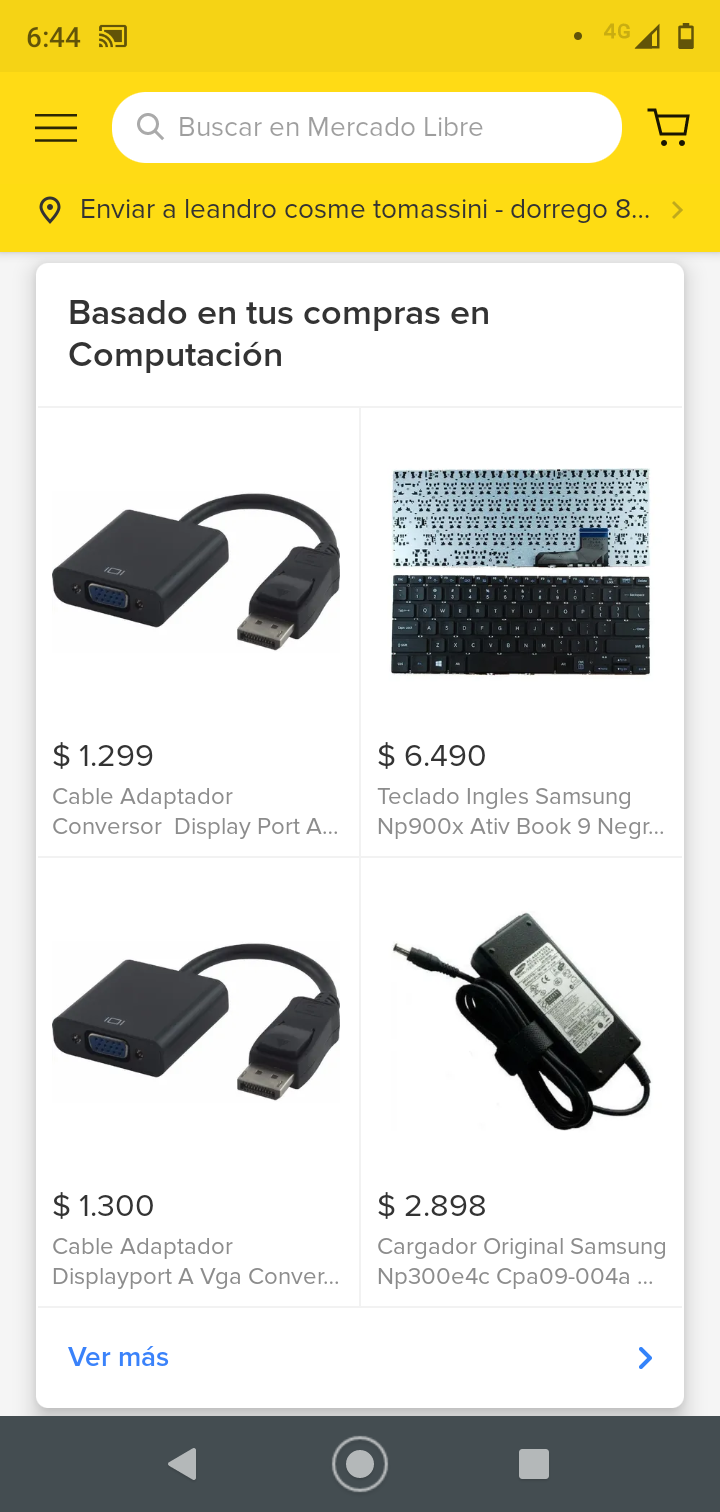 6:44
4G
Buscar en Mercado Libre
Enviar a leandro cosme tomassini - dorrego 8...
Basado en tus compras en
Computación
$ 1.299
Cable Adaptador
Conversor Display Port A...
$ 6.490
Teclado Ingles Samsung
Np900x Ativ Book 9 Negr...
$ 1.300
Cable Adaptador
Displayport A Vga Conver...
$ 2.898
Cargador Original Samsung
Np300e4c Cpa09-004a ...
Ver más